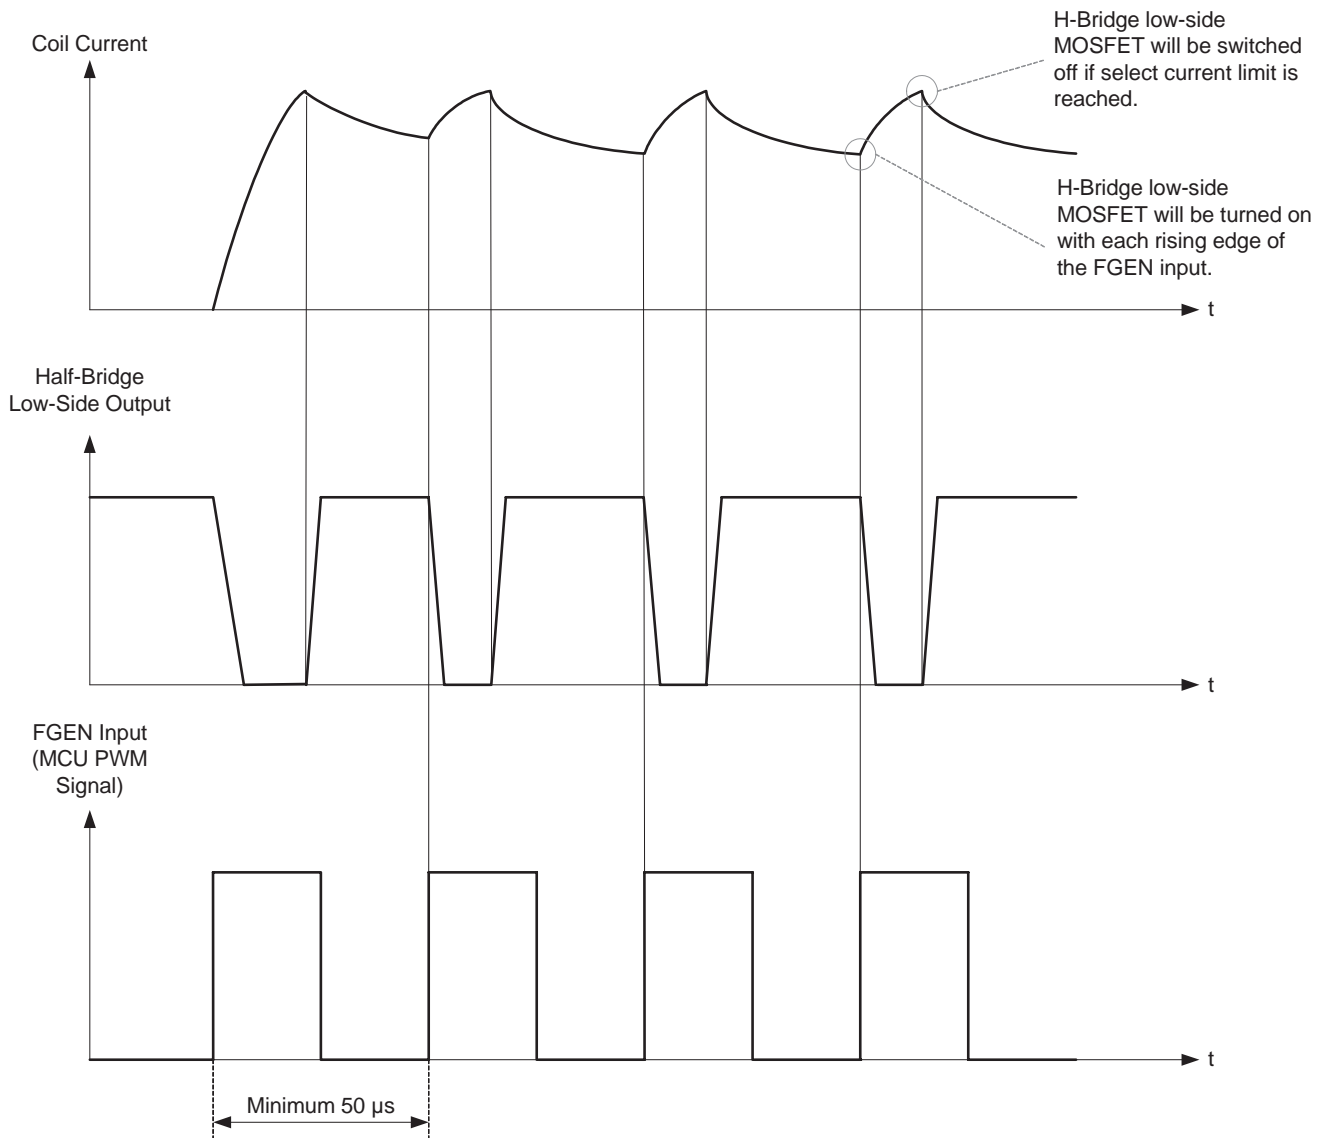 Coil Current
H-Bridge low-side
MOSFET will be switched
off if select current limit is
reached.
H-Bridge low-side
MOSFET will be turned on
with each rising edge of
the FGEN input.
t
Half-Bridge
Low-Side Output
t
FGEN Input
(MCU PWM
Signal)
t
Minimum 50 µs